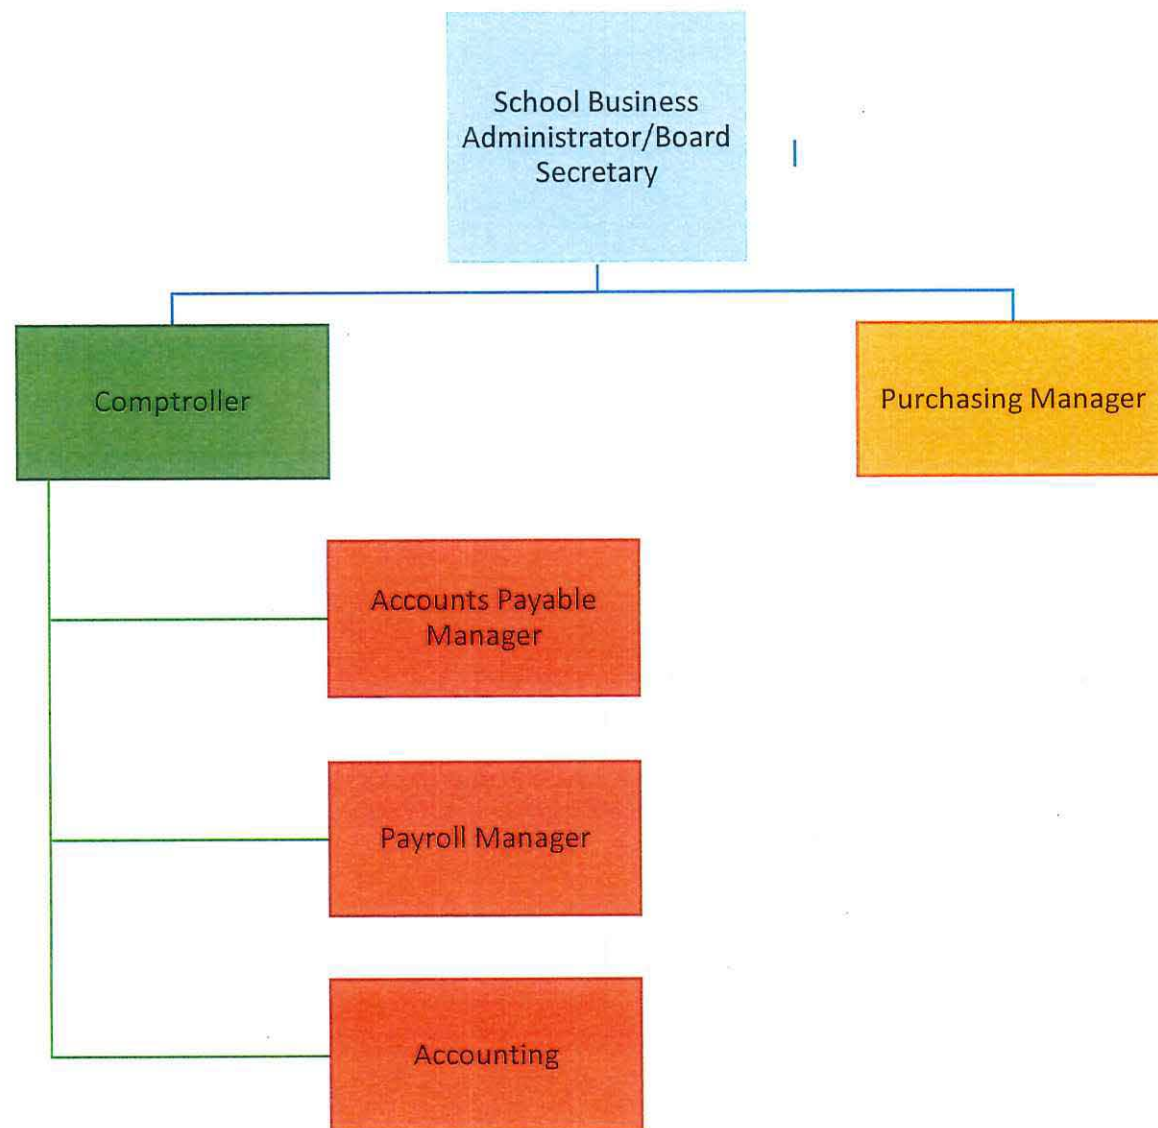 School Business
Administrator/Board
Secretary
Comptroller
Purchasing Manager
Accounts Payable
Manager
Payroll Manager
Accounting